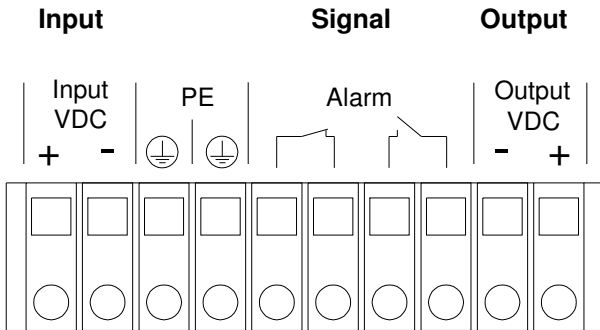 Input Signal Output
Input VDC PE Alarm Output VDC
+ - - +